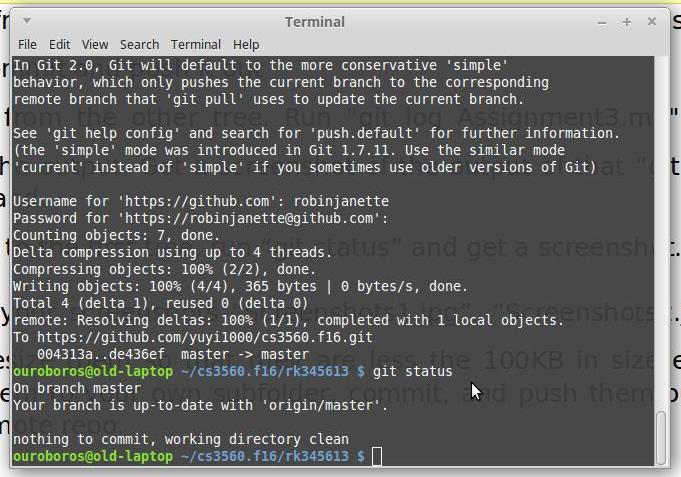 Terminal
File Edit View Search Terminal Help
In Git 2.0, Git will default to the more conservative 'simple'
behavior, which only pushes the current branch to the corresponding
remote branch that 'git pull' uses to update the current branch.
See 'git help config' and search for 'push.default' for further information.
(the 'simple' mode was introduced in Git 1.7.11. Use the similar mode
'current' instead of 'simple' if you sometimes use older versions of Git)
Username for 'https://github.com': robinjanette
Password for 'https://robinjanette@github.com':
Counting objects: 7, done.
Delta compression using up to 4 threads.
Compressing objects: 100% (2/2), done.
Writing objects: 100% (4/4), 365 bytes | 0 bytes/s, done.
Total 4 (delta 1), reused 0 (delta 0)
remote: Resolving deltas: 100% (1/1), completed with 1 local objects.
To https://github.com/yuyi1000/cs3560.f16.git
004313a..de436ef master -> master
ouroboros@old-laptop ~/cs3560.f16/rk345613 $ git status
On branch master
Your branch is up-to-date with 'origin/master'.
nothing to commit, working directory clean
ouroboros@old-laptop ~/cs3560.f16/rk345613 $